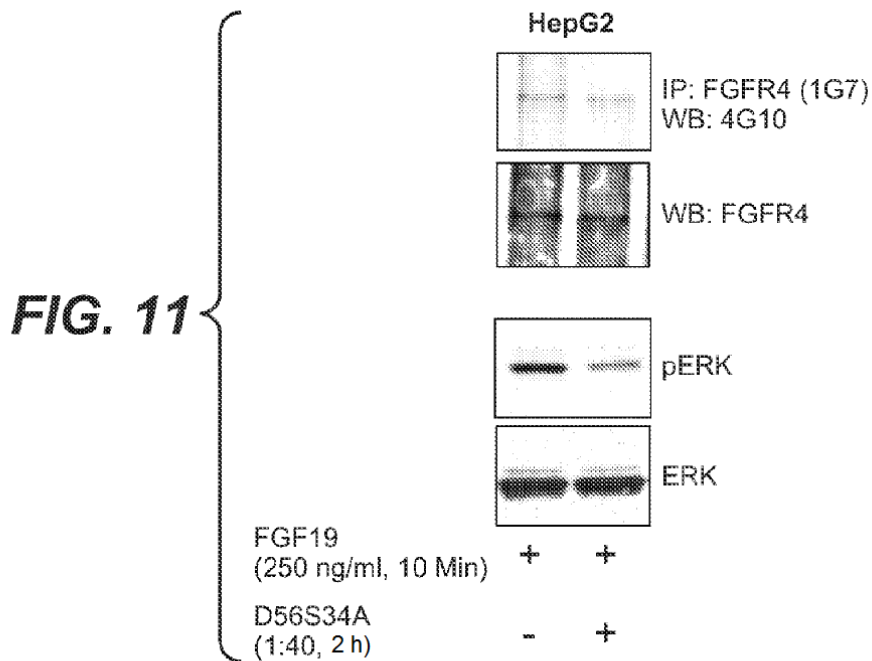 HepG2
IP: FGFR4 (1G7)
WB: 4G10
WB: FGFR4
FIG. 11
pERK
ERK
FGF19
(250 ng/ml, 10 Min)
+ +
D56S34A
(1:40, 2 h)
- +